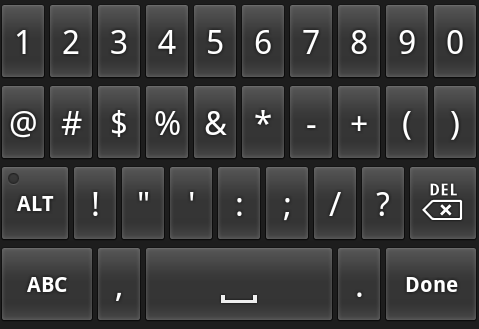 1 2 3 4 5 6 7 8 9 0
@ # $ % & * - + ( )
DEL
ALT ! " ' : ; / ?
ABC , . Done